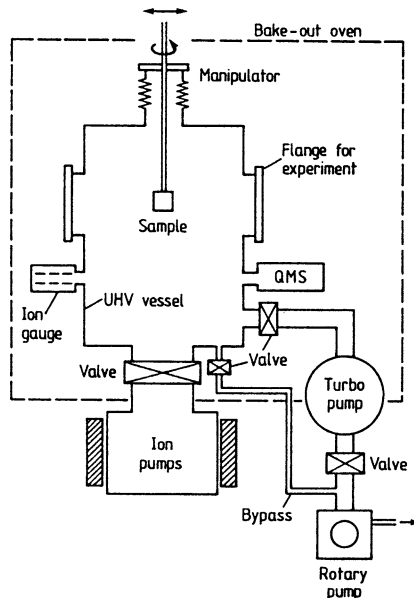 Bake-out oven
Manipulator
Flange for
experiment
Sample
QMS
Ion
gauge
UHV vessel
Valve
Valve
Turbo
pump
Ion
pumps
Valve
Bypass
Rotary
pump